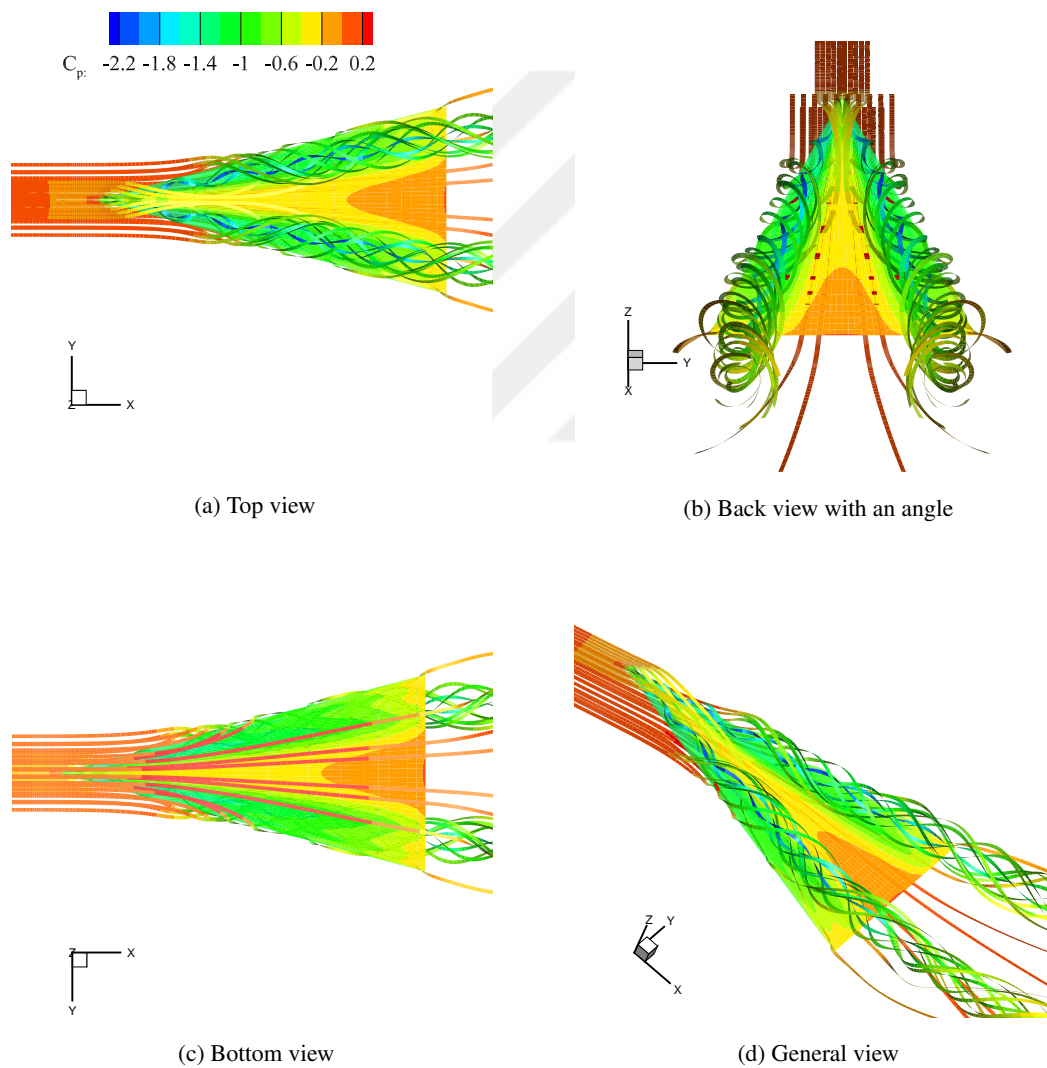 C_p: -2.2 -1.8 -1.4 -1 -0.6 -0.2 0.2
Y
Z X
(a) Top view
Z
Y
X
(b) Back view with an angle
Z X
Y
(c) Bottom view
Z Y
X
(d) General view